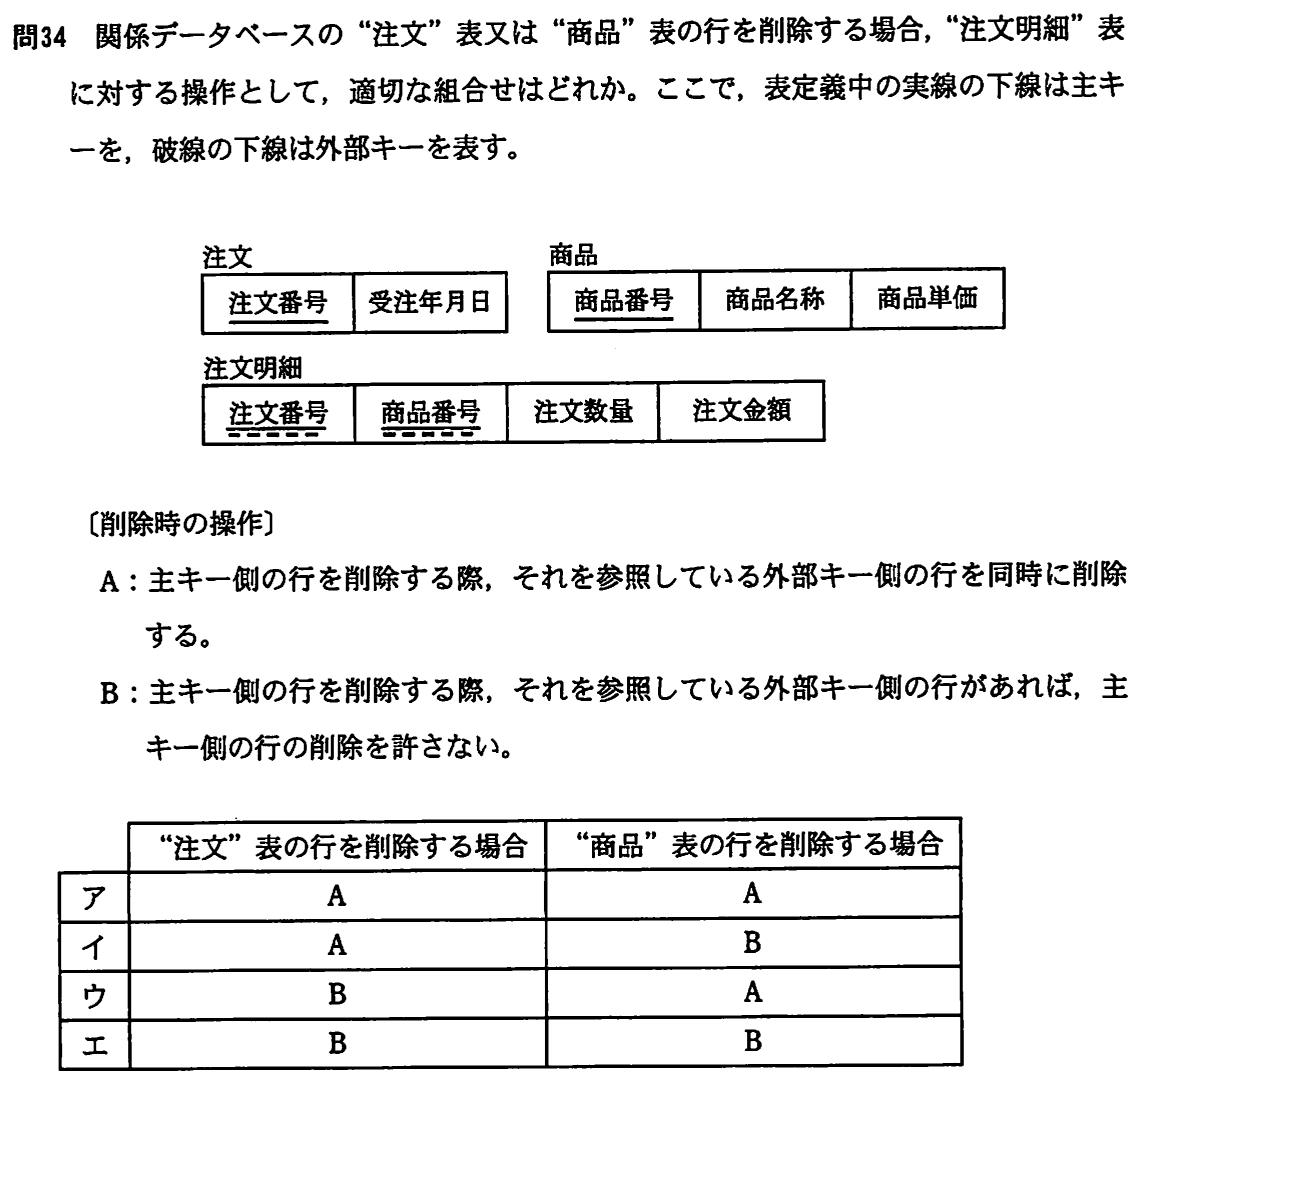 問34 関係データベースの“注文”表又は“商品”表の行を削除する場合，“注文明細”表
に対する操作として，適切な組合せはどれか。ここで，表定義中の実線の下線は主キ
ーを，破線の下線は外部キーを表す。
注文
注文番号 受注年月日
商品
商品番号 商品名称 商品単価
注文明細
注文番号 商品番号 注文数量 注文金額
〔削除時の操作〕
A：主キー側の行を削除する際，それを参照している外部キー側の行を同時に削除
する。
B：主キー側の行を削除する際，それを参照している外部キー側の行があれば，主
キー側の行の削除を許さない。
“注文”表の行を削除する場合 “商品”表の行を削除する場合
ア A A
イ A B
ウ B A
エ B B